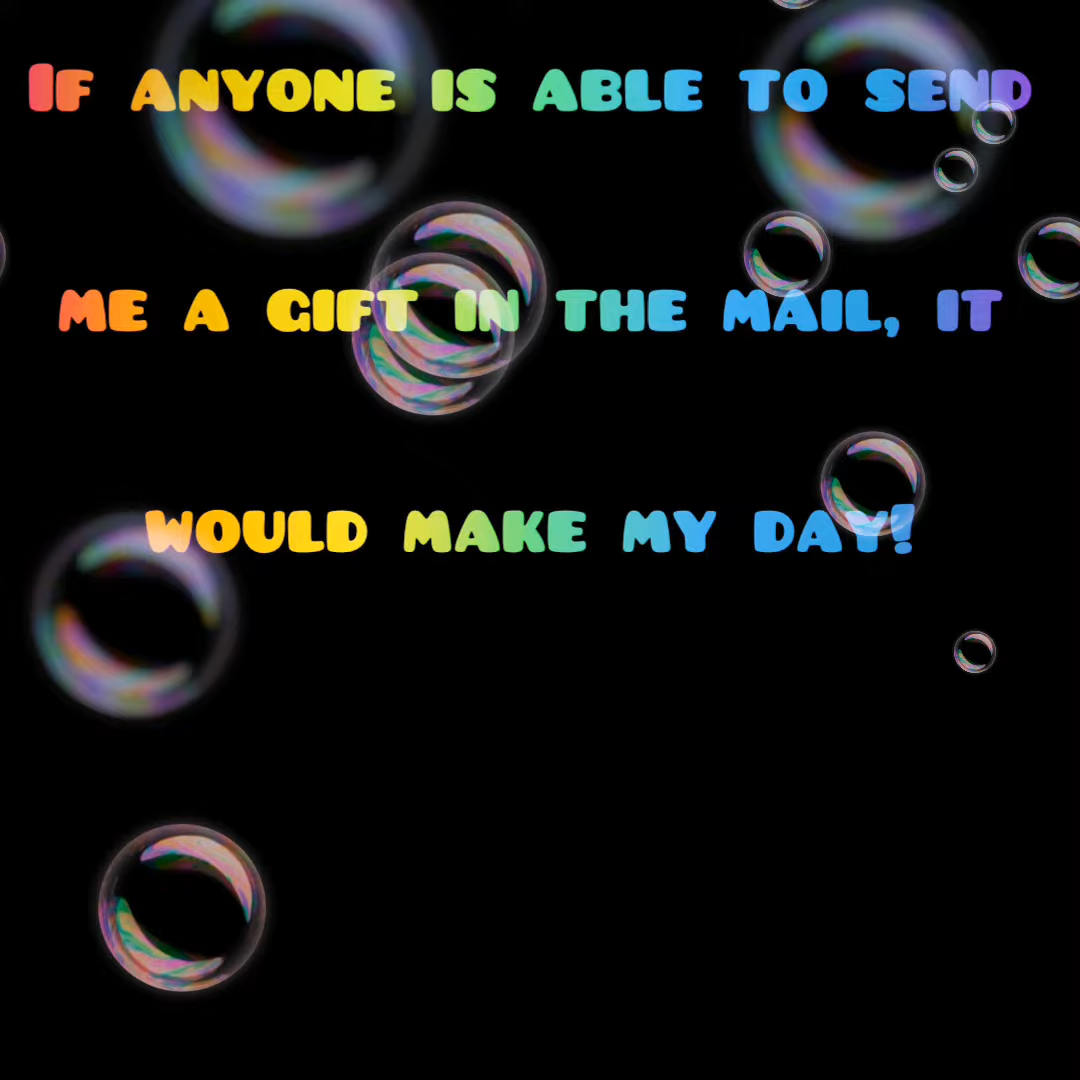 If anyone is able to send
me a gift in the mail, it
would make my day!